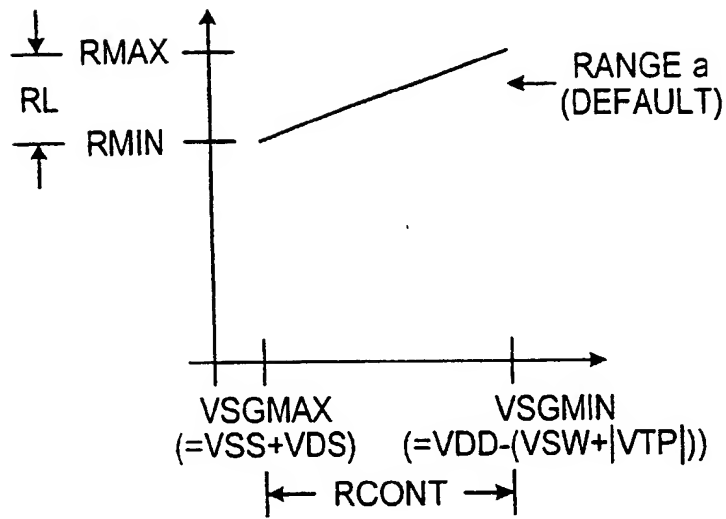 RMAX
RL
RMIN
RANGE a
(DEFAULT)
VSGMAX
(=VSS+VDS)
VSGMIN
(=VDD-(VSW+|VTP|))
RCONT